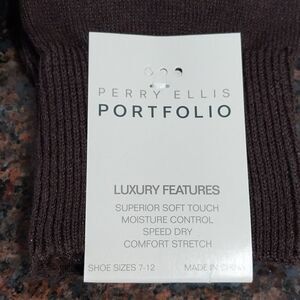 PERRY ELLIS
PORTFOLIO
LUXURY FEATURES
SUPERIOR SOFT TOUCH
MOISTURE CONTROL
SPEED DRY
COMFORT STRETCH
SHOE SIZES 7-12 MADE IN CHINA